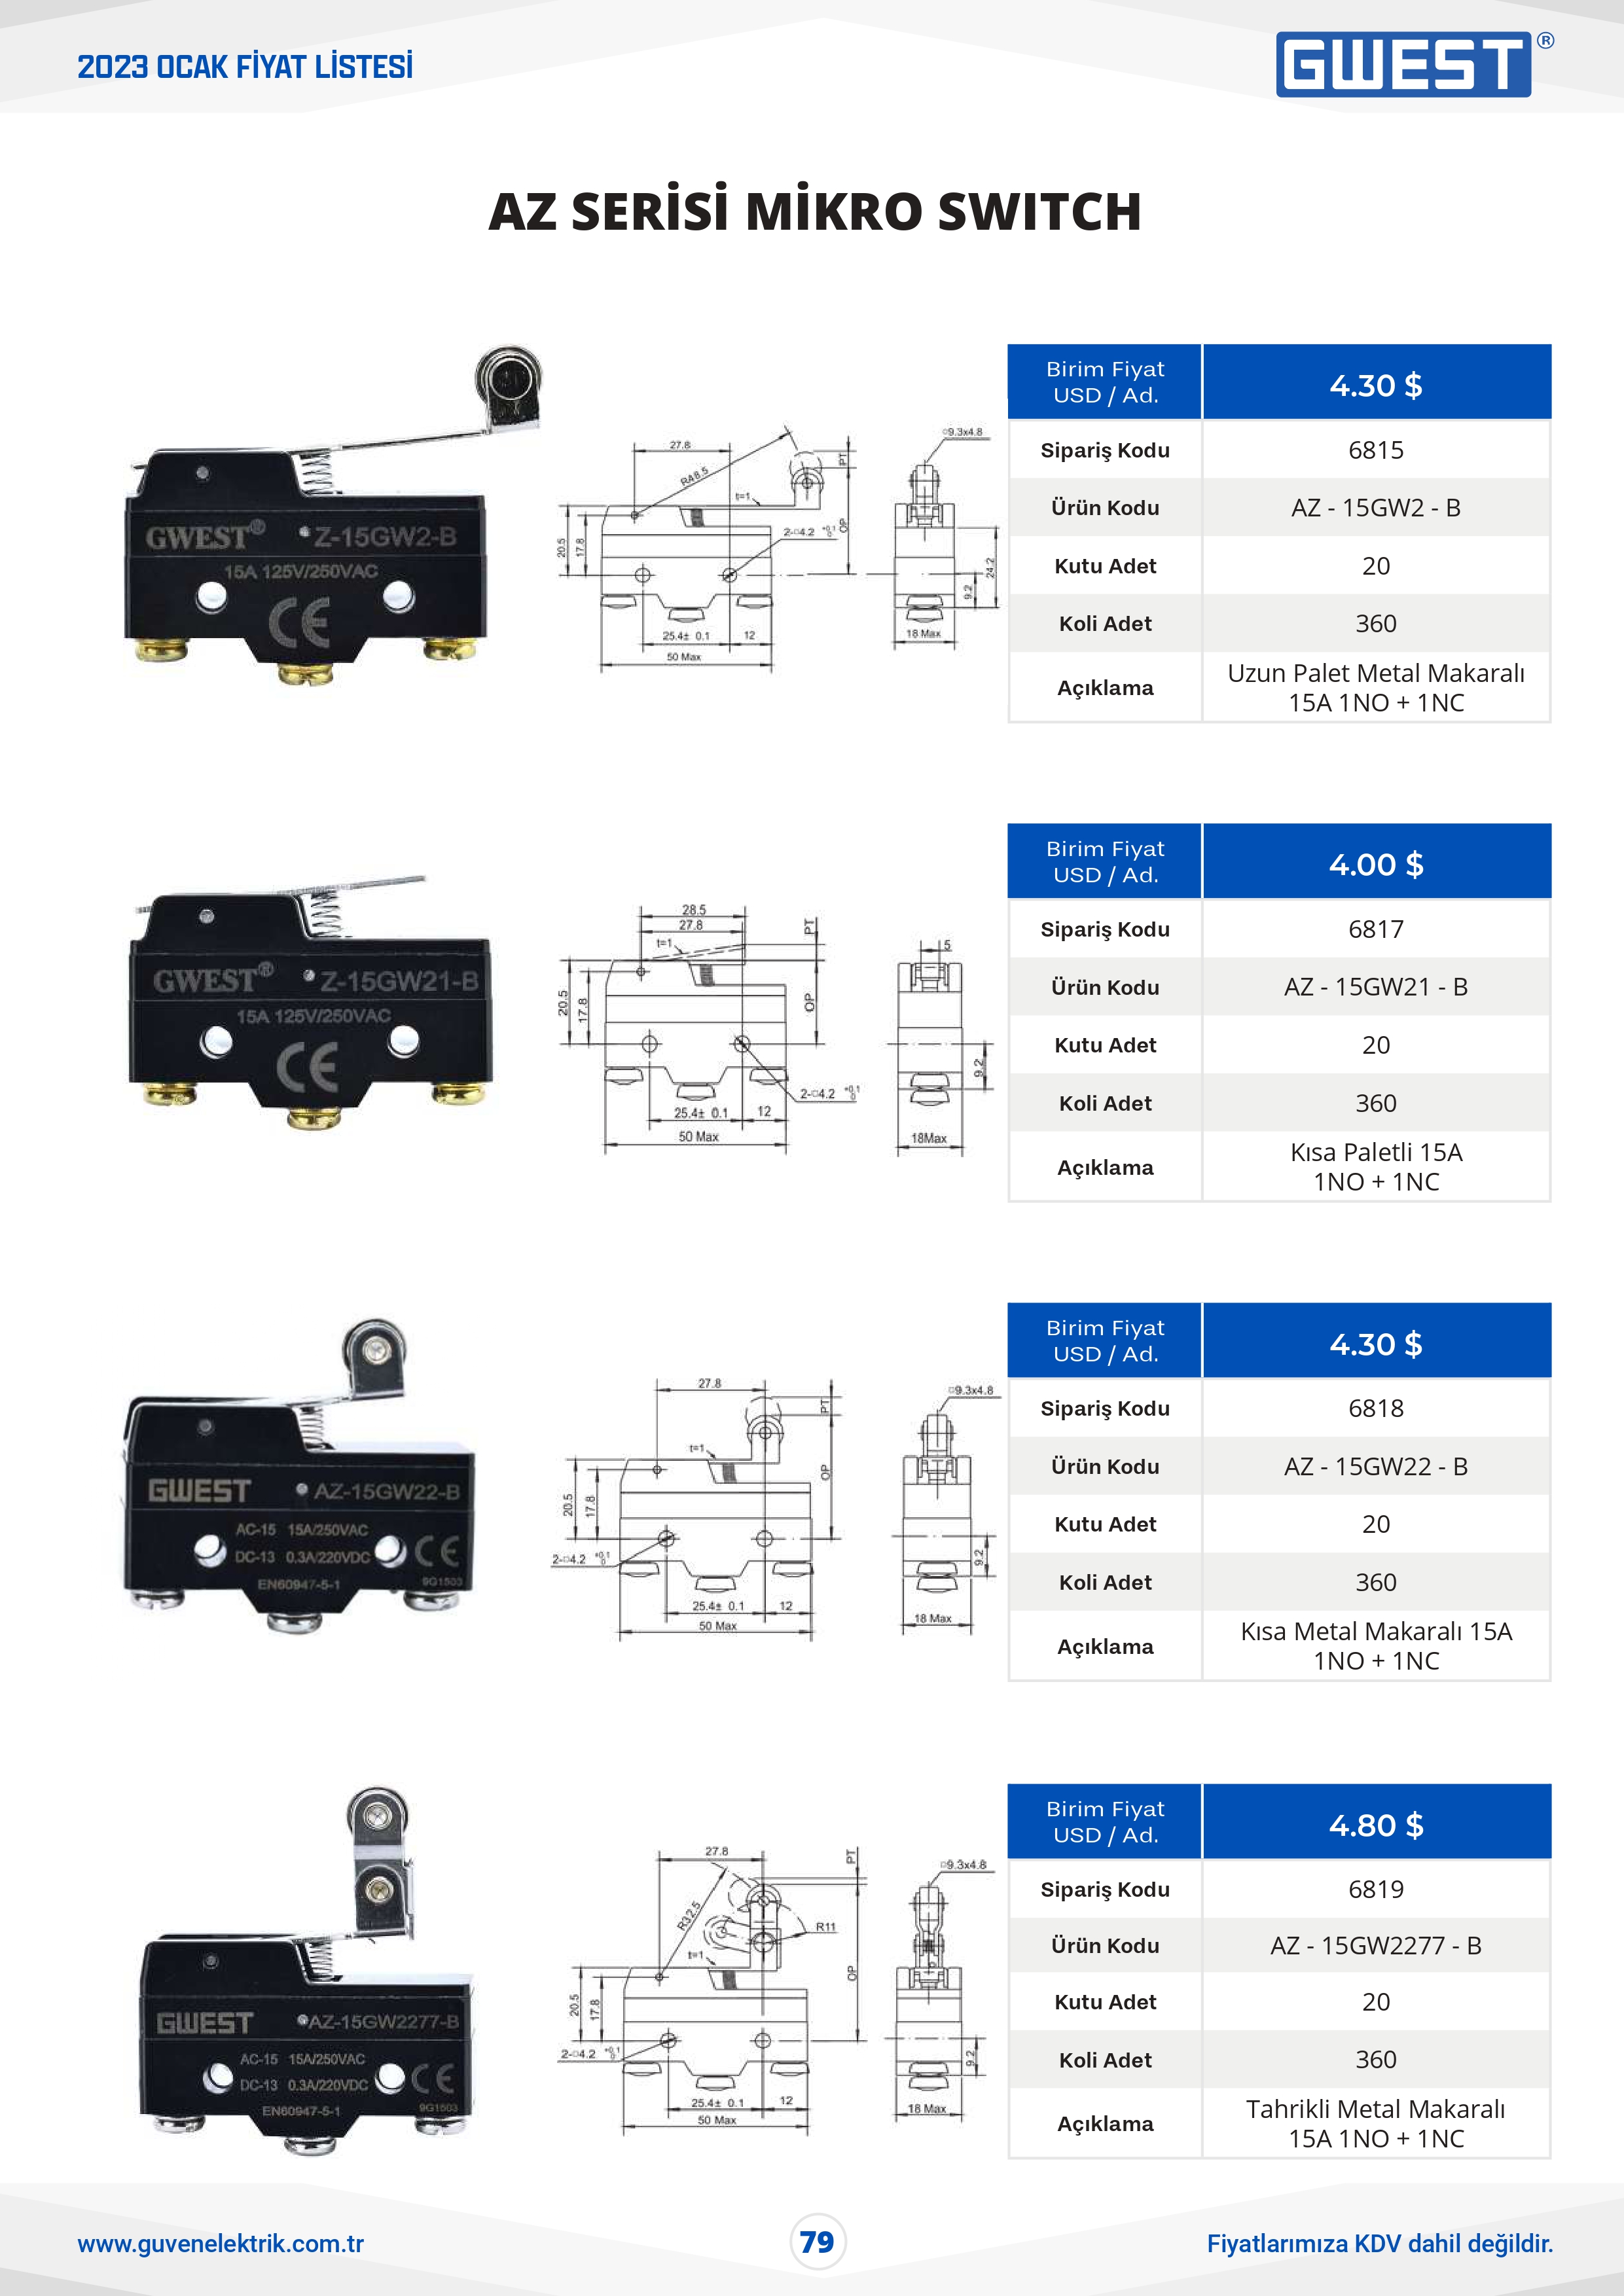 2023 OCAK FİYAT LİSTESİ
GWEST®
AZ SERİSİ MİKRO SWITCH
GWEST® Z-15GW2-B
15A 125V/250VAC
CE
27.8
R48.5
t=1
PT
OP
2-□4.2 +0.1 0
20.5
17.8
25.4± 0.1
12
50 Max
□9.3x4.8
24.2
9.2
18 Max
Birim Fiyat
USD / Ad.
4.30 $
Sipariş Kodu 6815
Ürün Kodu AZ - 15GW2 - B
Kutu Adet 20
Koli Adet 360
Açıklama
Uzun Palet Metal Makaralı
15A 1NO + 1NC
GWEST® Z-15GW21-B
15A 125V/250VAC
CE
28.5
27.8
t=1
PT
OP
20.5
17.8
2-□4.2 +0.1 0
25.4± 0.1
12
50 Max
5
9.2
18Max
Birim Fiyat
USD / Ad.
4.00 $
Sipariş Kodu 6817
Ürün Kodu AZ - 15GW21 - B
Kutu Adet 20
Koli Adet 360
Açıklama
Kısa Paletli 15A
1NO + 1NC
GWEST AZ-15GW22-B
AC-15 15A/250VAC
DC-13 0.3A/220VDC CE
EN60947-5-1 9G1503
27.8
t=1
PT
OP
20.5
17.8
2-□4.2 +0.1 0
25.4± 0.1
12
50 Max
□9.3x4.8
9.2
18 Max
Birim Fiyat
USD / Ad.
4.30 $
Sipariş Kodu 6818
Ürün Kodu AZ - 15GW22 - B
Kutu Adet 20
Koli Adet 360
Açıklama
Kısa Metal Makaralı 15A
1NO + 1NC
GWEST AZ-15GW2277-B
AC-15 15A/250VAC
DC-13 0.3A/220VDC CE
EN60947-5-1 9G1503
27.8
R32.5
R11
t=1
PT
OP
20.5
17.8
2-□4.2 +0.1 0
25.4± 0.1
12
50 Max
□9.3x4.8
9.2
18 Max
Birim Fiyat
USD / Ad.
4.80 $
Sipariş Kodu 6819
Ürün Kodu AZ - 15GW2277 - B
Kutu Adet 20
Koli Adet 360
Açıklama
Tahrikli Metal Makaralı
15A 1NO + 1NC
www.guvenelektrik.com.tr
79
Fiyatlarımıza KDV dahil değildir.